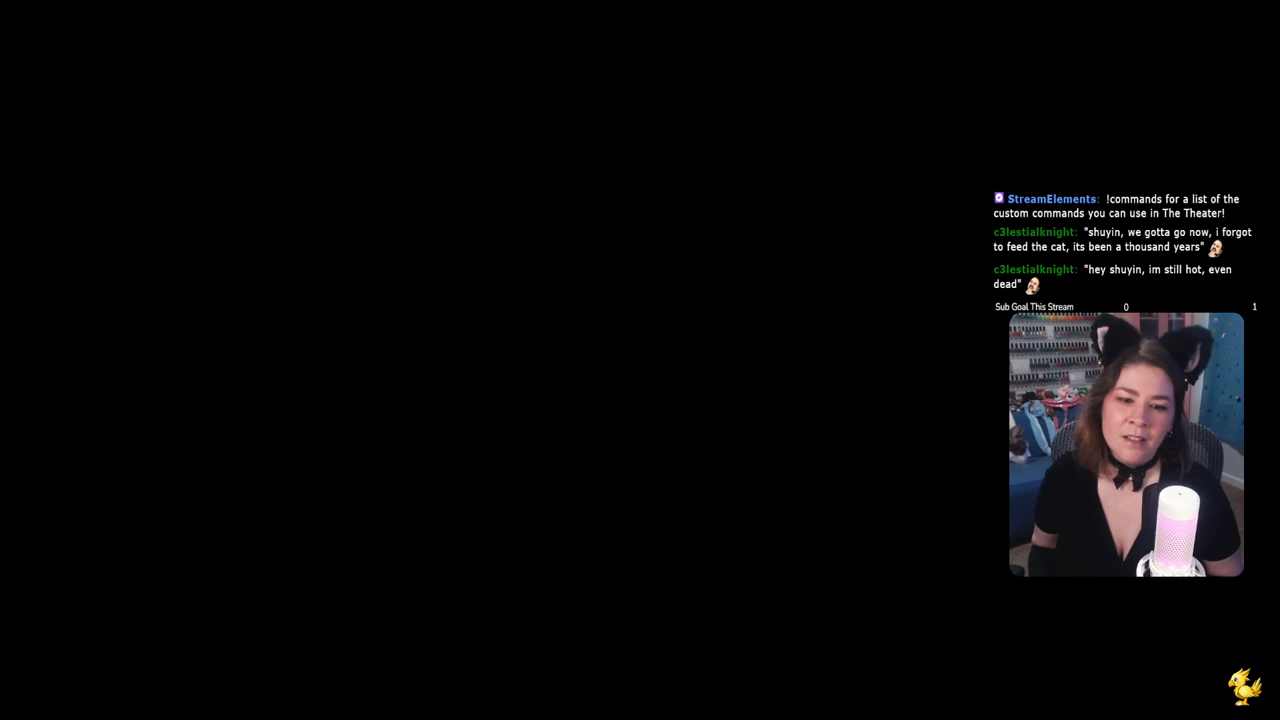 StreamElements: !commands for a list of the
custom commands you can use in The Theater!
c3lestialknight: "shuyin, we gotta go now, i forgot
to feed the cat, its been a thousand years"
c3lestialknight: "hey shuyin, im still hot, even
dead"
Sub Goal This Stream 0 1